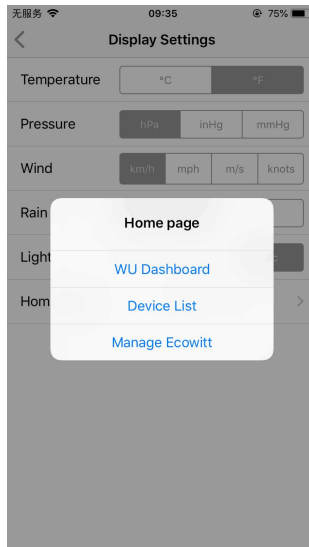 无服务 09:35 75%
Display Settings
Temperature °C °F
Pressure hPa inHg mmHg
Wind km/h mph m/s knots
Rain
Home page
Light
WU Dashboard
Hom
Device List
Manage Ecowitt